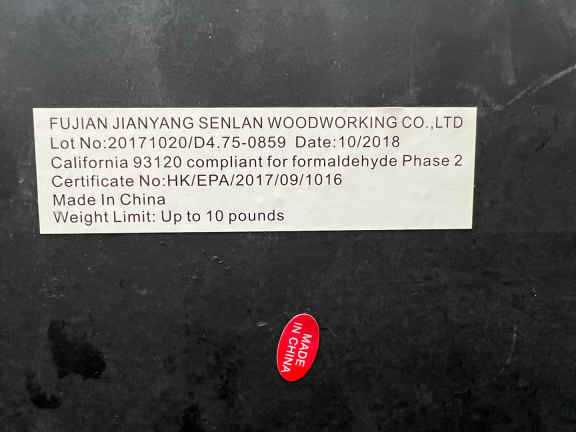 FUJIAN JIANYANG SENLAN WOODWORKING CO.,LTD
Lot No:20171020/D4.75-0859 Date:10/2018
California 93120 compliant for formaldehyde Phase 2
Certificate No:HK/EPA/2017/09/1016
Made In China
Weight Limit: Up to 10 pounds
MADE
IN CHINA